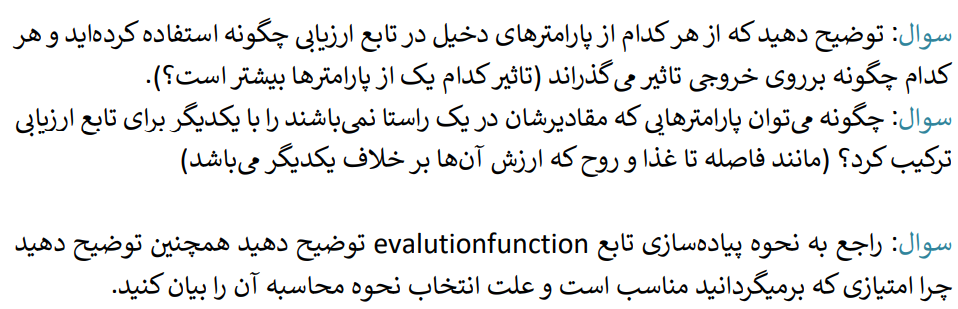 سوال: توضیح دهید که از هر کدام از پارامترهای دخیل در تابع ارزیابی چگونه استفاده کرده‌اید و هر
کدام چگونه برروی خروجی تاثیر می‌گذراند (تاثیر کدام یک از پارامترها بیشتر است؟).
سوال: چگونه می‌توان پارامترهایی که مقادیرشان در یک راستا نمی‌باشند را با یکدیگر برای تابع ارزیابی
ترکیب کرد؟ (مانند فاصله تا غذا و روح که ارزش آن‌ها بر خلاف یکدیگر می‌باشد)
سوال: راجع به نحوه پیاده‌سازی تابع evalutionfunction توضیح دهید همچنین توضیح دهید
چرا امتیازی که برمیگردانید مناسب است و علت انتخاب نحوه محاسبه آن را بیان کنید.